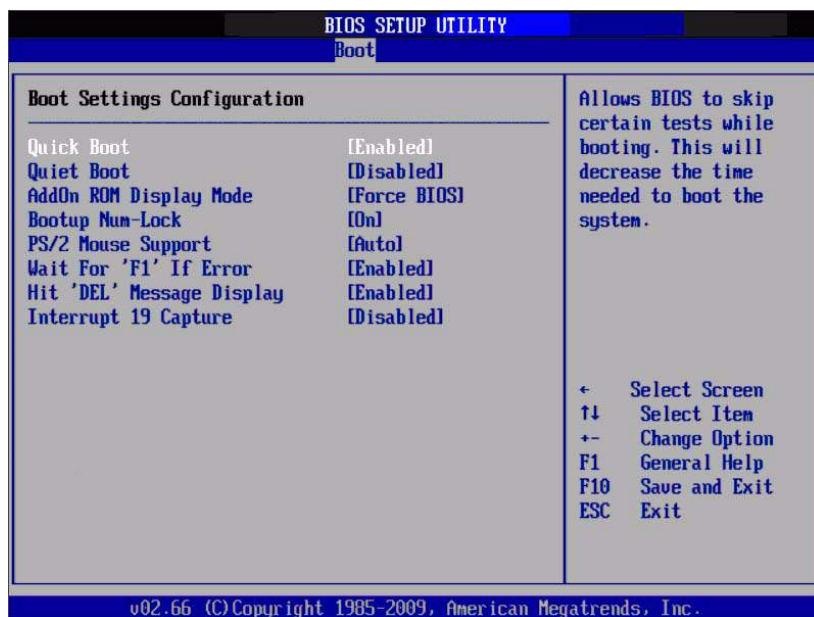 BIOS SETUP UTILITY
Boot
Boot Settings Configuration
Quick Boot [Enabled]
Quiet Boot [Disabled]
AddOn ROM Display Mode [Force BIOS]
Bootup Num-Lock [On]
PS/2 Mouse Support [Auto]
Wait For 'F1' If Error [Enabled]
Hit 'DEL' Message Display [Enabled]
Interrupt 19 Capture [Disabled]
Allows BIOS to skip
certain tests while
booting. This will
decrease the time
needed to boot the
system.
← Select Screen
↑↓ Select Item
+- Change Option
F1 General Help
F10 Save and Exit
ESC Exit
v02.66 (C)Copyright 1985-2009, American Megatrends, Inc.